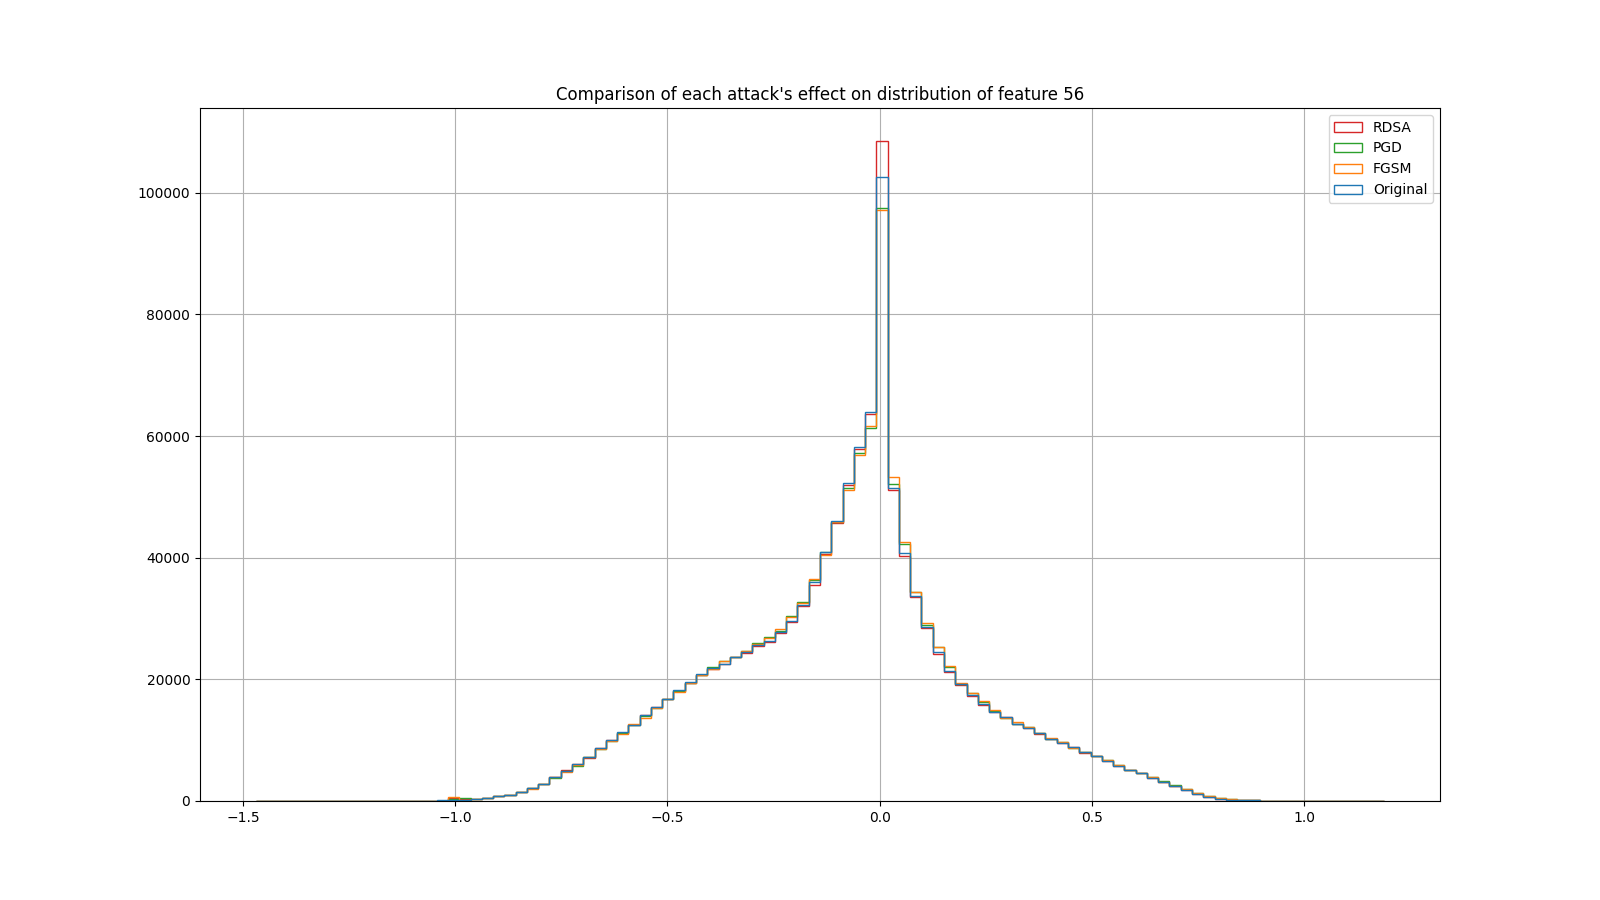 Comparison of each attack's effect on distribution of feature 56
RDSA
PGD
FGSM
Original
100000
80000
60000
40000
20000
0
−1.5
−1.0
−0.5
0.0
0.5
1.0